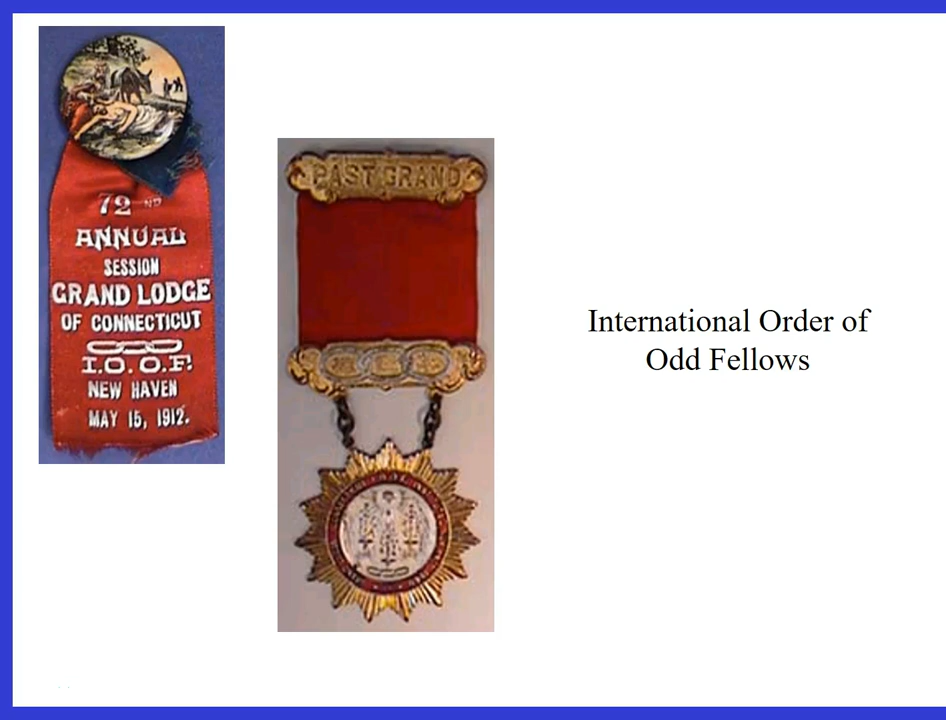 72ND
ANNUAL
SESSION
GRAND LODGE
OF CONNECTICUT
I.O.O.F.
NEW HAVEN
MAY 15, 1912.
PAST GRAND
International Order of
Odd Fellows